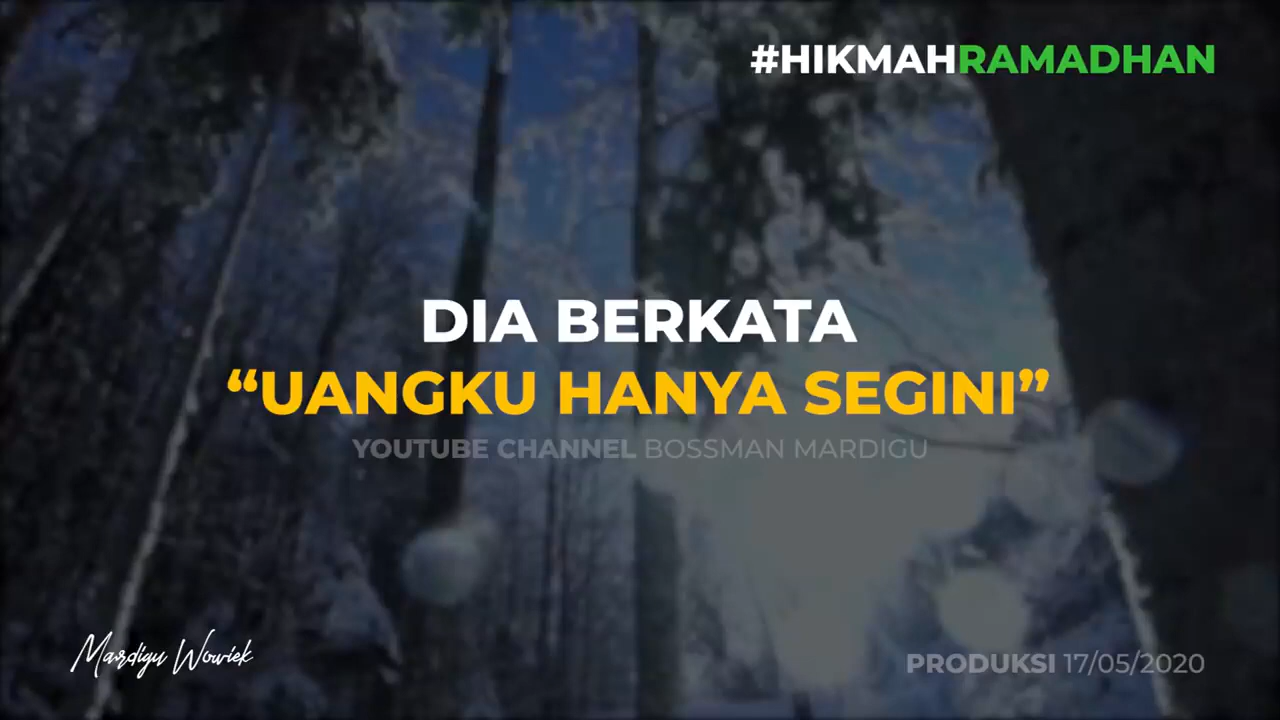 #HIKMAHRAMADHAN
DIA BERKATA
“UANGKU HANYA SEGINI”
YOUTUBE CHANNEL BOSSMAN MARDIGU
Mardigu Wowiek
PRODUKSI 17/05/2020